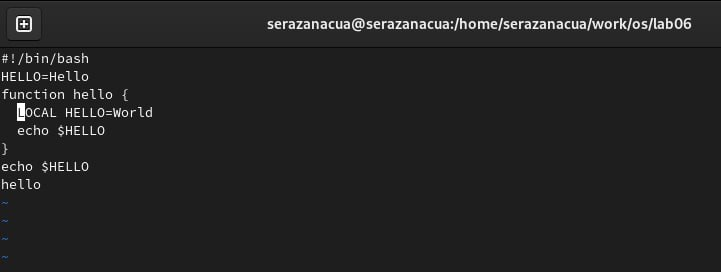 serazanacua@serazanacua:/home/serazanacua/work/os/lab06
#!/bin/bash
HELLO=Hello
function hello {
  LOCAL HELLO=World
  echo $HELLO
}
echo $HELLO
hello
~
~
~
~